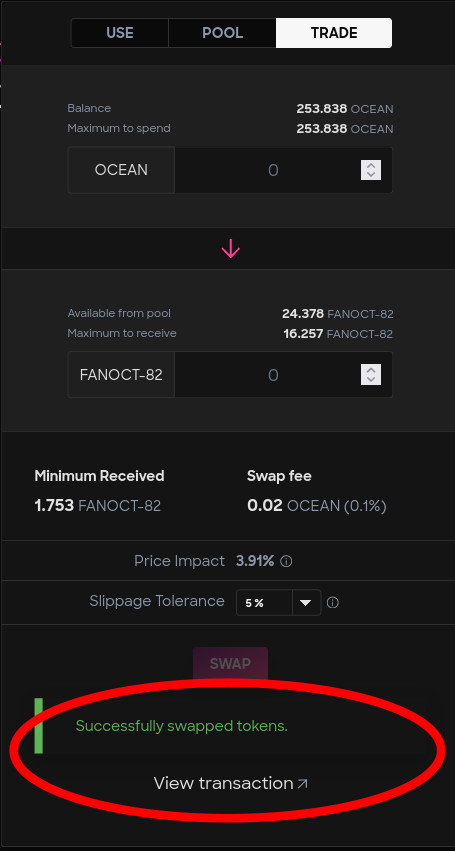 USE POOL TRADE
Balance 253.838 OCEAN
Maximum to spend 253.838 OCEAN
OCEAN 0
Available from pool 24.378 FANOCT-82
Maximum to receive 16.257 FANOCT-82
FANOCT-82 0
Minimum Received Swap fee
1.753 FANOCT-82 0.02 OCEAN (0.1%)
Price Impact 3.91%
Slippage Tolerance 5 %
SWAP
Successfully swapped tokens.
View transaction